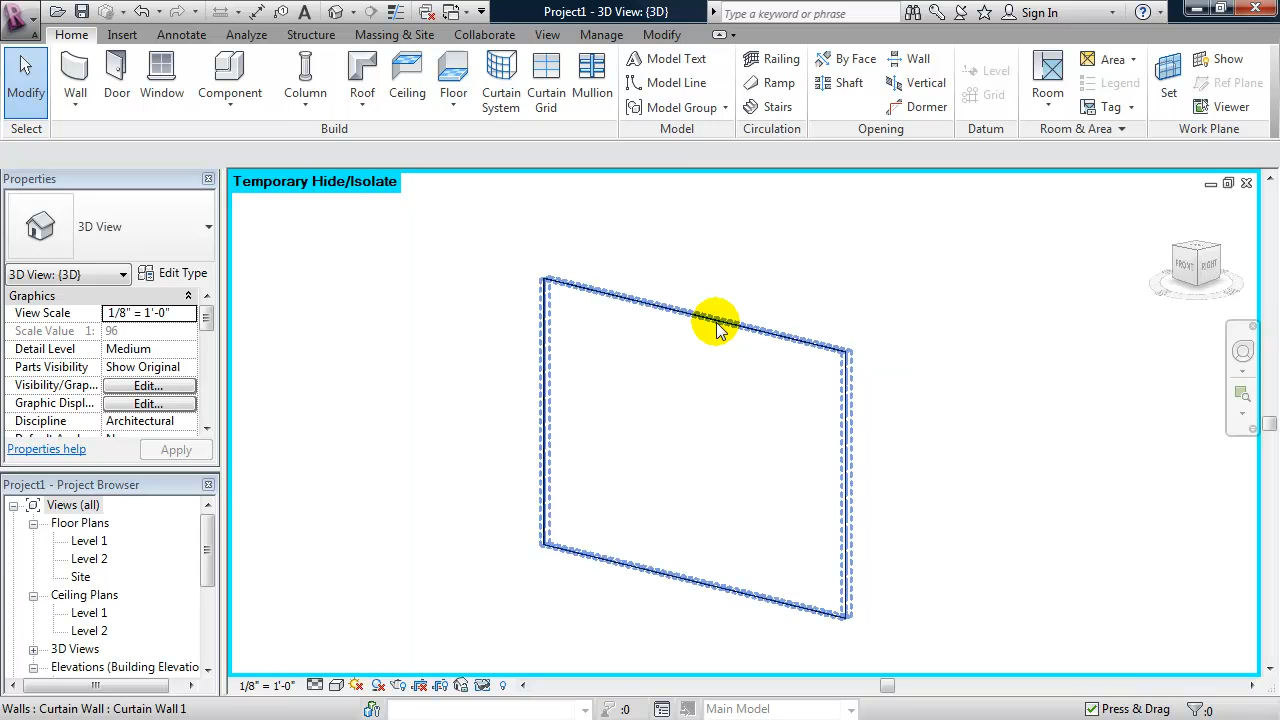 Project1 - 3D View: {3D}
Type a keyword or phrase
Sign In
Home
Insert
Annotate
Analyze
Structure
Massing & Site
Collaborate
View
Manage
Modify
Modify
Wall
Door
Window
Component
Column
Roof
Ceiling
Floor
Curtain System
Curtain Grid
Mullion
Model Text
Model Line
Model Group
Railing
Ramp
Stairs
By Face
Shaft
Wall
Vertical
Dormer
Level
Grid
Room
Area
Legend
Tag
Set
Show
Ref Plane
Viewer
Select
Build
Model
Circulation
Opening
Datum
Room & Area
Work Plane
Properties
3D View
3D View: {3D}
Edit Type
Graphics
View Scale 1/8" = 1'-0"
Scale Value 1: 96
Detail Level Medium
Parts Visibility Show Original
Visibility/Grap... Edit...
Graphic Displ... Edit...
Discipline Architectural
Properties help
Apply
Project1 - Project Browser
Views (all)
Floor Plans
Level 1
Level 2
Site
Ceiling Plans
Level 1
Level 2
3D Views
Elevations (Building Elevatio
Temporary Hide/Isolate
FRONT
RIGHT
1/8" = 1'-0"
Walls : Curtain Wall : Curtain Wall 1
:0
Main Model
Press & Drag
:0